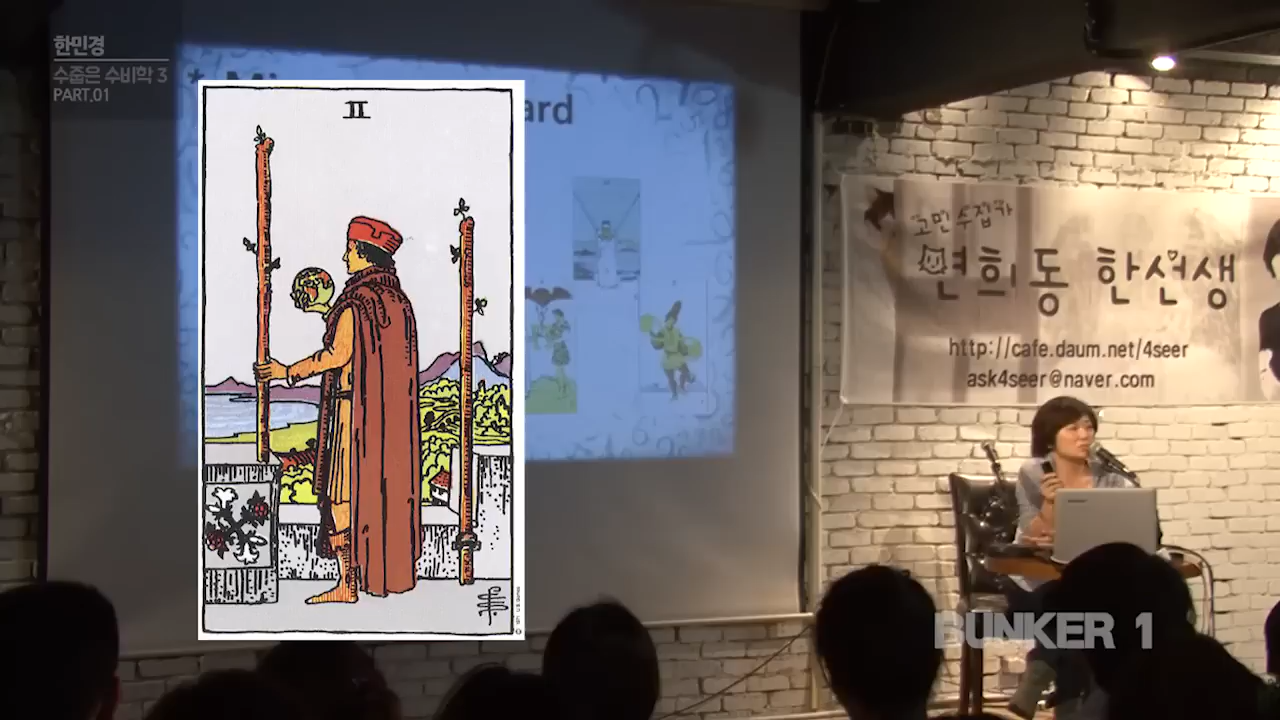 한민경
수줍은 수비학 3
PART.01
II
ard
고민 수집가
연희동 한선생
http://cafe.daum.net/4seer
ask4seer@naver.com
BUNKER 1